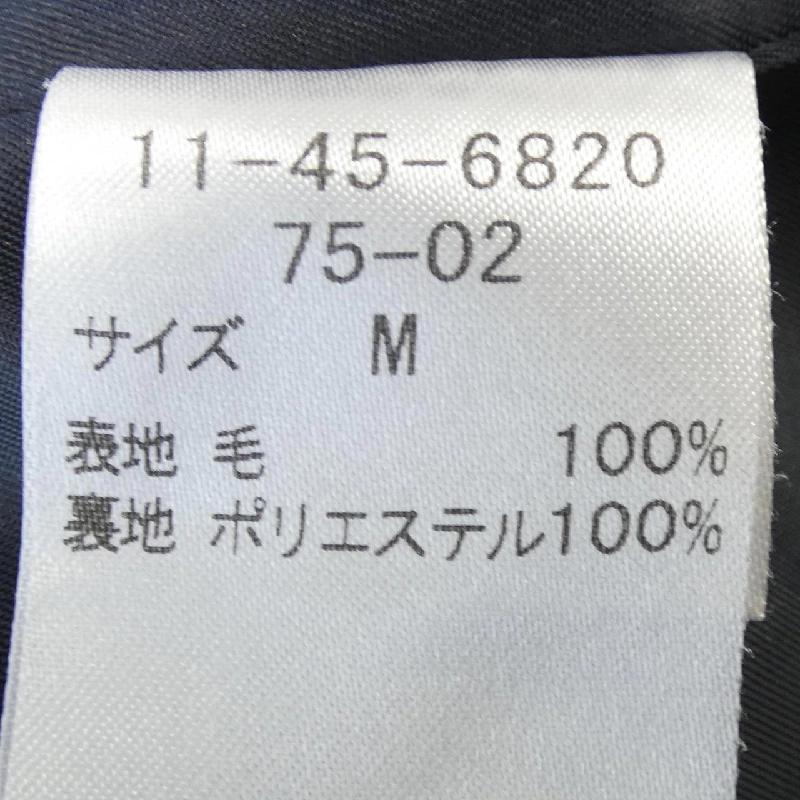 11-45-6820
75-02
サイズ M
表地 毛 100%
裏地 ポリエステル100%